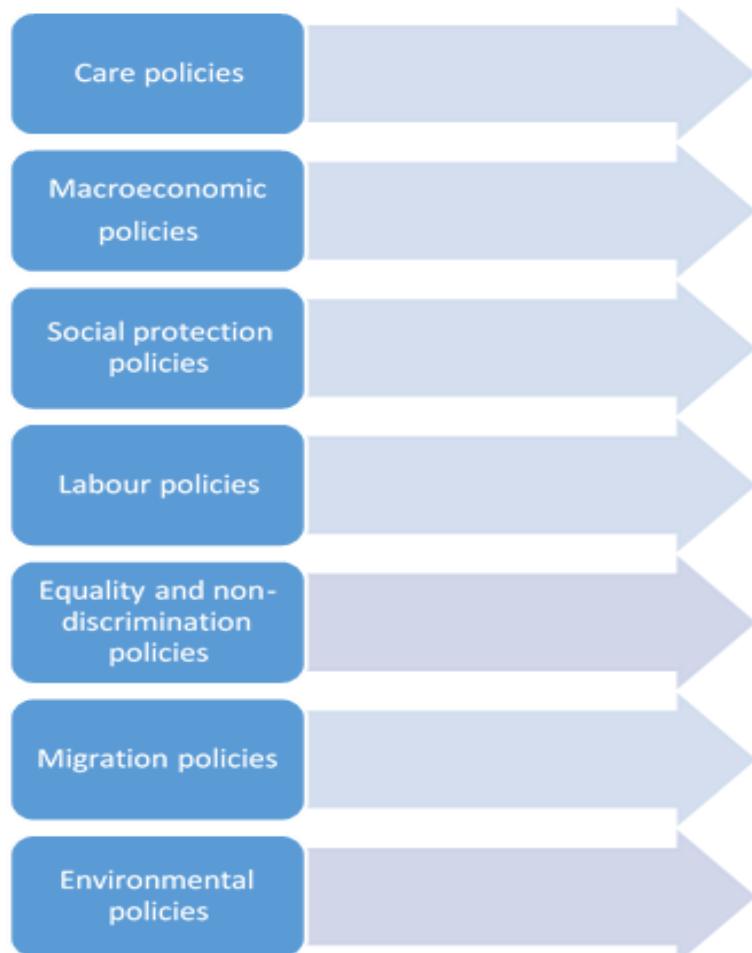 Care policies
Macroeconomic
policies
Social protection
policies
Labour policies
Equality and non-
discrimination
policies
Migration policies
Environmental
policies